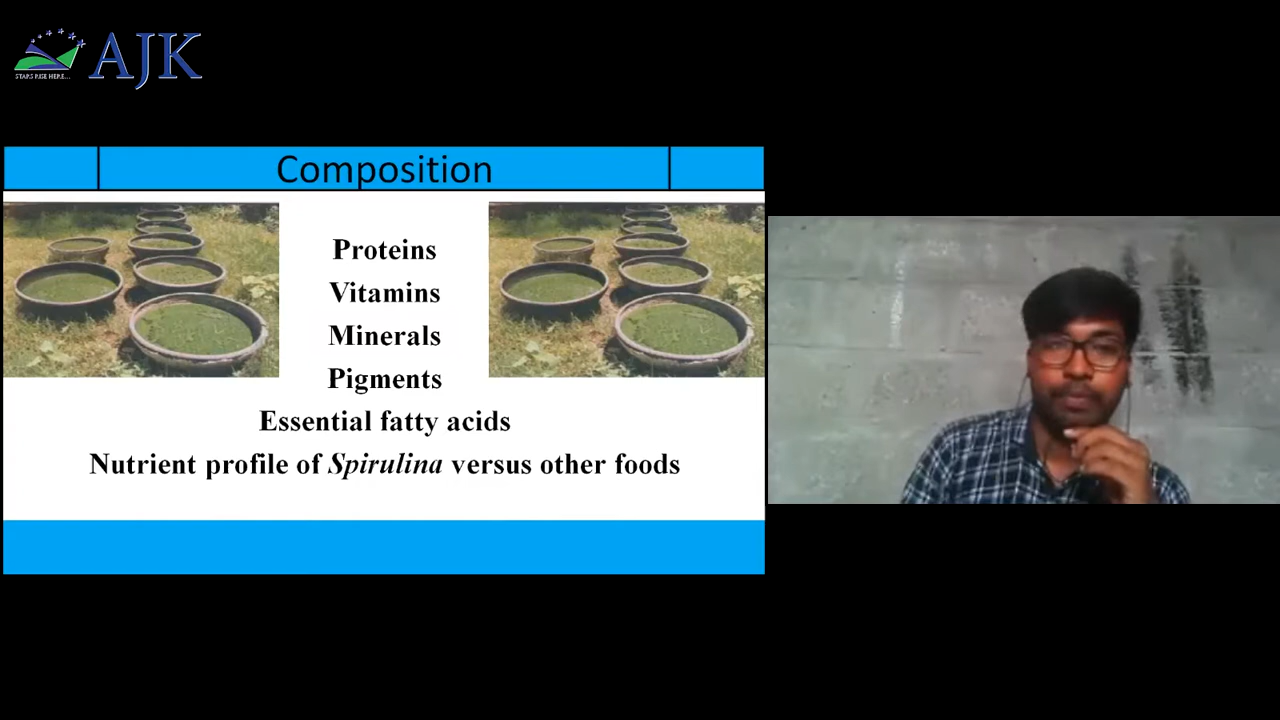 AJK
STARS RISE HERE...
Composition
Proteins
Vitamins
Minerals
Pigments
Essential fatty acids
Nutrient profile of Spirulina versus other foods